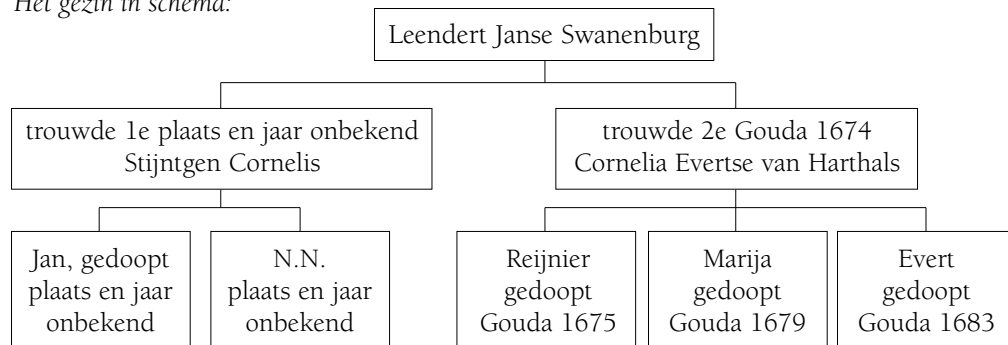 Het gezin in schema:
Leendert Janse Swanenburg
trouwde 1e plaats en jaar onbekend
Stijntgen Cornelis
trouwde 2e Gouda 1674
Cornelia Evertse van Harthals
Jan, gedoopt
plaats en jaar
onbekend
N.N.
plaats en jaar
onbekend
Reijnier
gedoopt
Gouda 1675
Marija
gedoopt
Gouda 1679
Evert
gedoopt
Gouda 1683